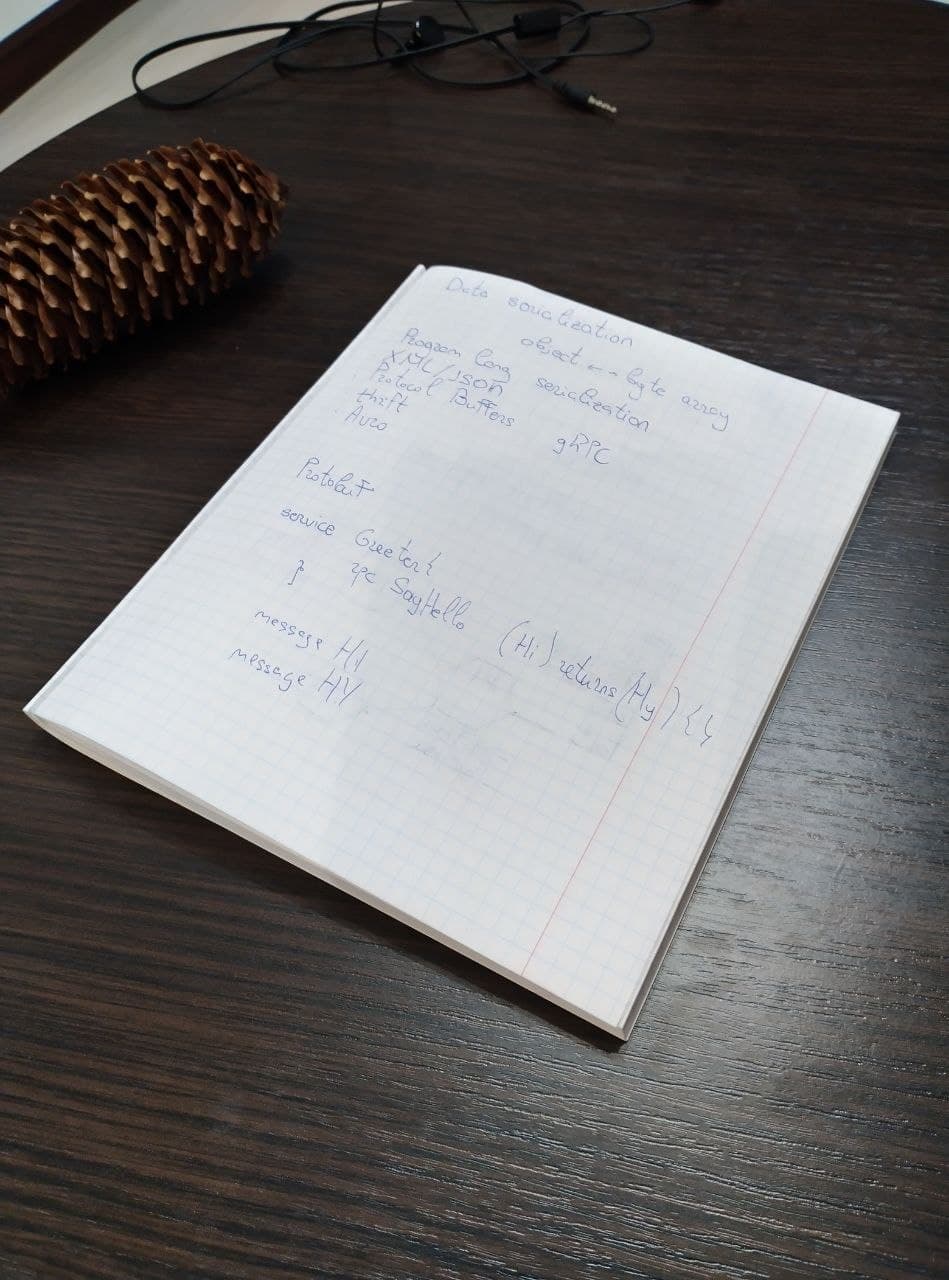 Data serialization
object <-- byte array
Program lang serialization
XML/JSON
Protocol Buffers gRPC
thrift
Avro
Protobuf
service Greeter {
rpc SayHello (Hi) returns (Hy) {}
}
message Hi
message HY